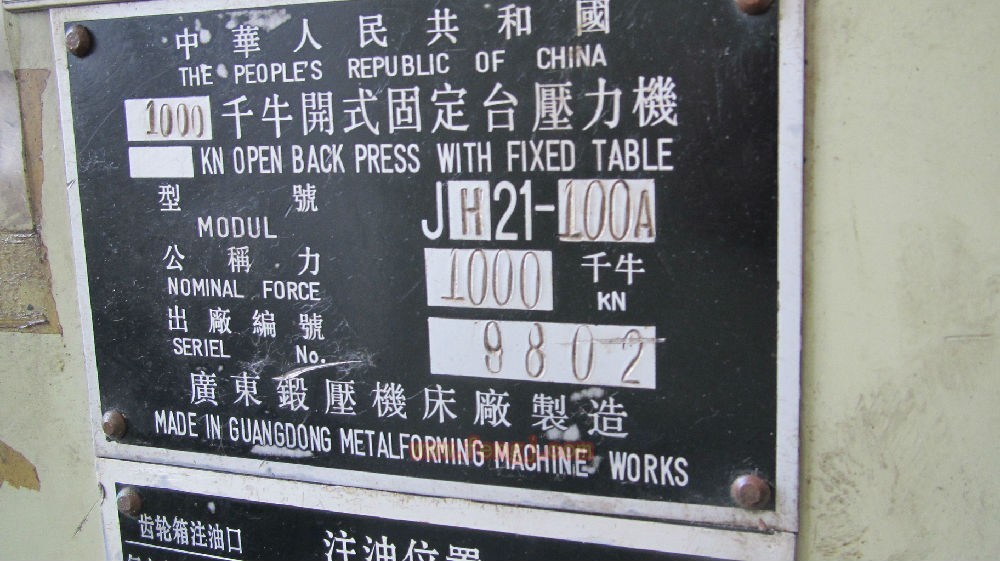 中華人民共和國
THE PEOPLE'S REPUBLIC OF CHINA
1000 千牛開式固定台壓力機
KN OPEN BACK PRESS WITH FIXED TABLE
型號 JH21-100A
MODUL
公稱力 1000 千牛
NOMINAL FORCE KN
出廠編號 9802
SERIEL No.
廣東鍛壓機床廠製造
MADE IN GUANGDONG METALFORMING MACHINE WORKS
齿轮箱注油口 注油位置